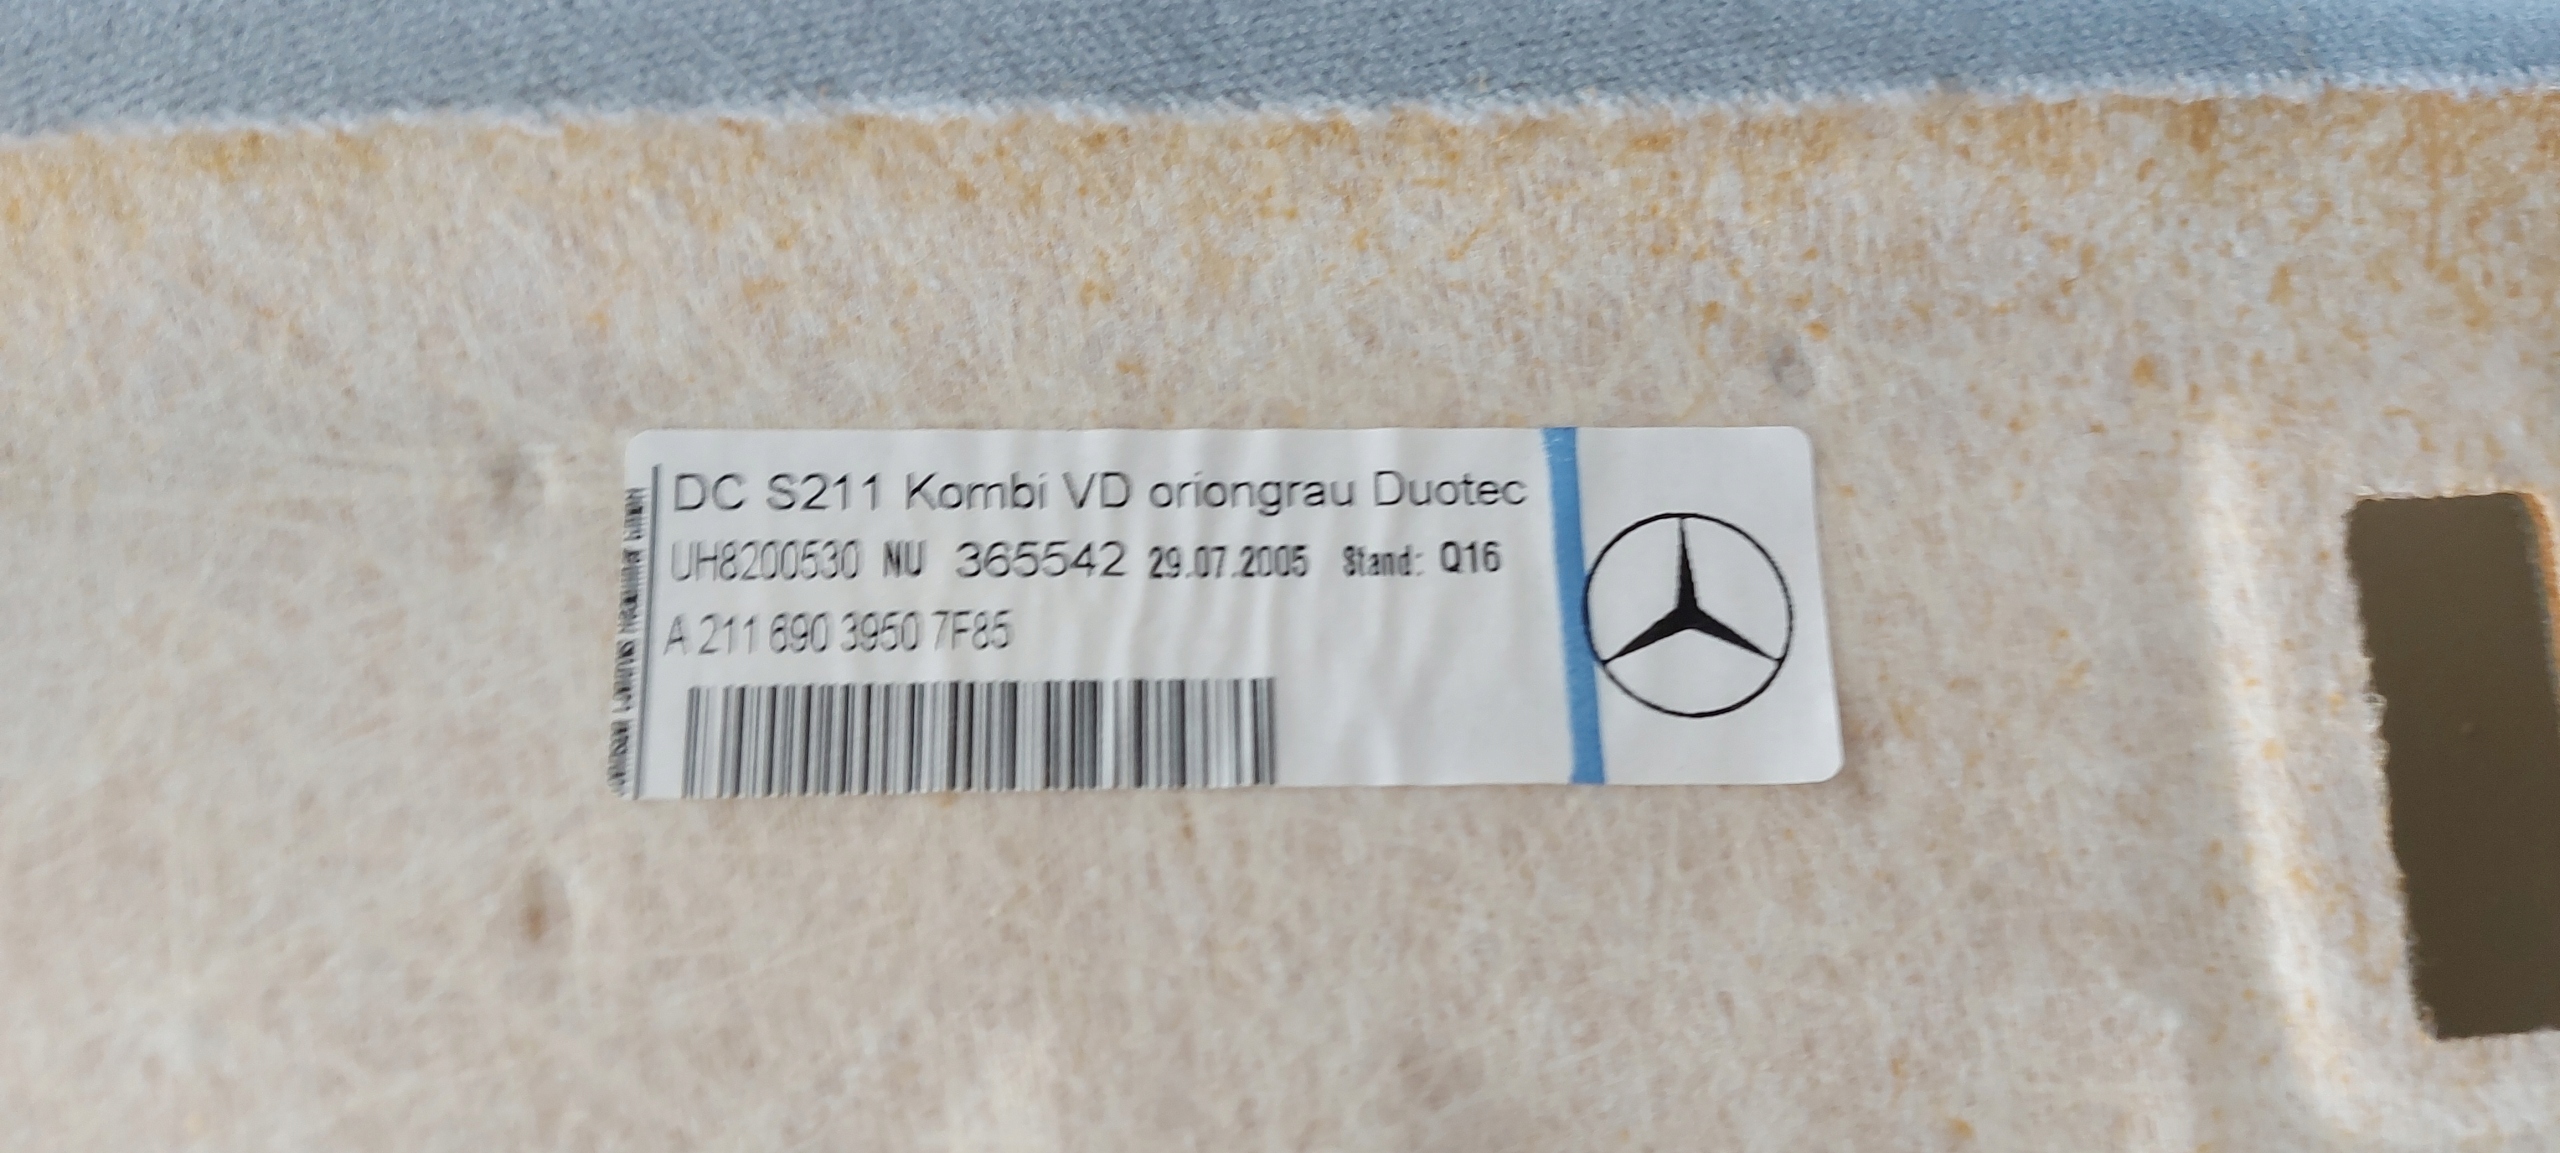 DC S211 Kombi VD oriongrau Duotec
UH8200530 NU 365542 29.07.2005 Stand: Q16
A 211 690 3950 7F85